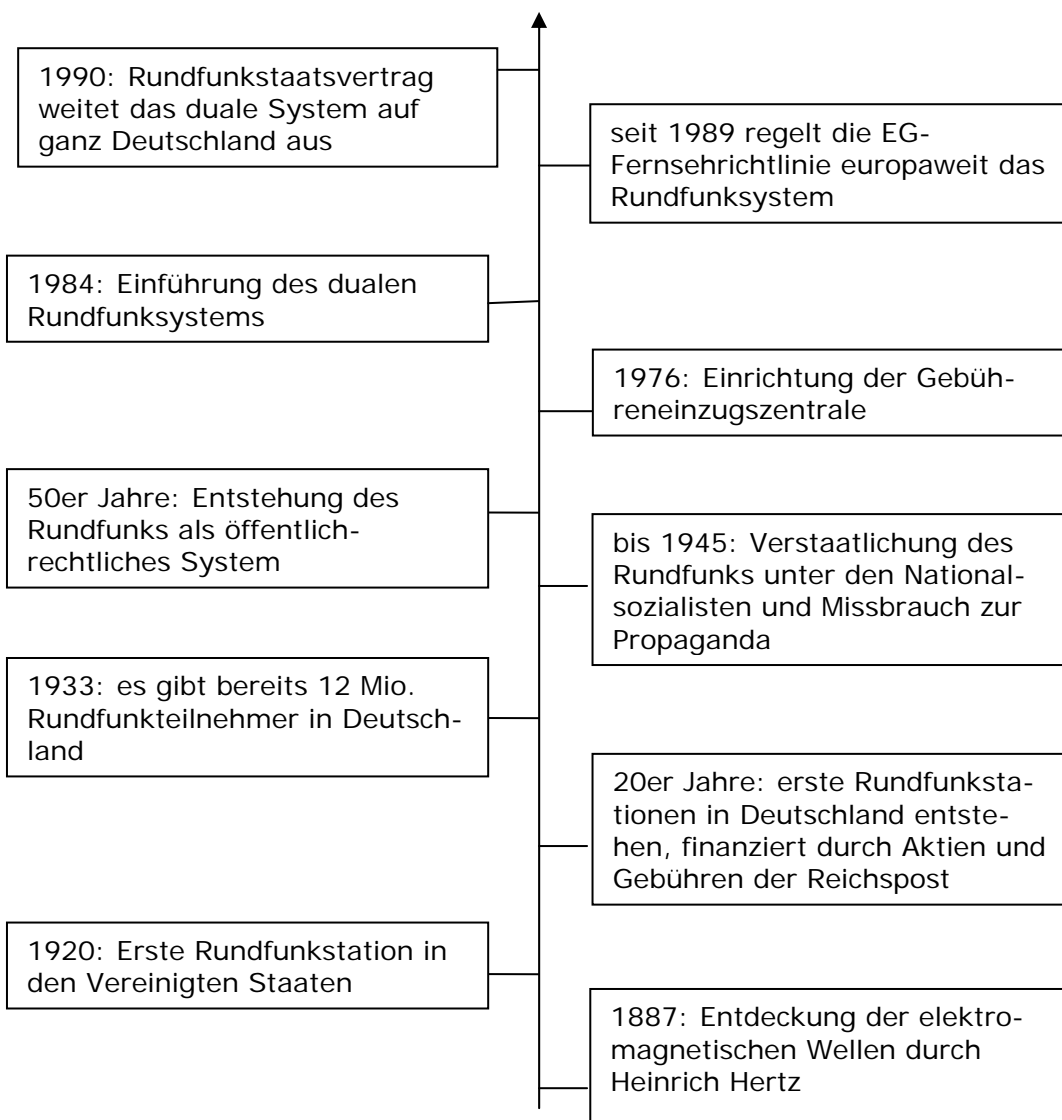 1990: Rundfunkstaatsvertrag
weitet das duale System auf
ganz Deutschland aus
seit 1989 regelt die EG-
Fernsehrichtlinie europaweit das
Rundfunksystem
1984: Einführung des dualen
Rundfunksystems
1976: Einrichtung der Gebüh-
reneinzugszentrale
50er Jahre: Entstehung des
Rundfunks als öffentlich-
rechtliches System
bis 1945: Verstaatlichung des
Rundfunks unter den National-
sozialisten und Missbrauch zur
Propaganda
1933: es gibt bereits 12 Mio.
Rundfunkteilnehmer in Deutsch-
land
20er Jahre: erste Rundfunksta-
tionen in Deutschland entste-
hen, finanziert durch Aktien und
Gebühren der Reichspost
1920: Erste Rundfunkstation in
den Vereinigten Staaten
1887: Entdeckung der elektro-
magnetischen Wellen durch
Heinrich Hertz